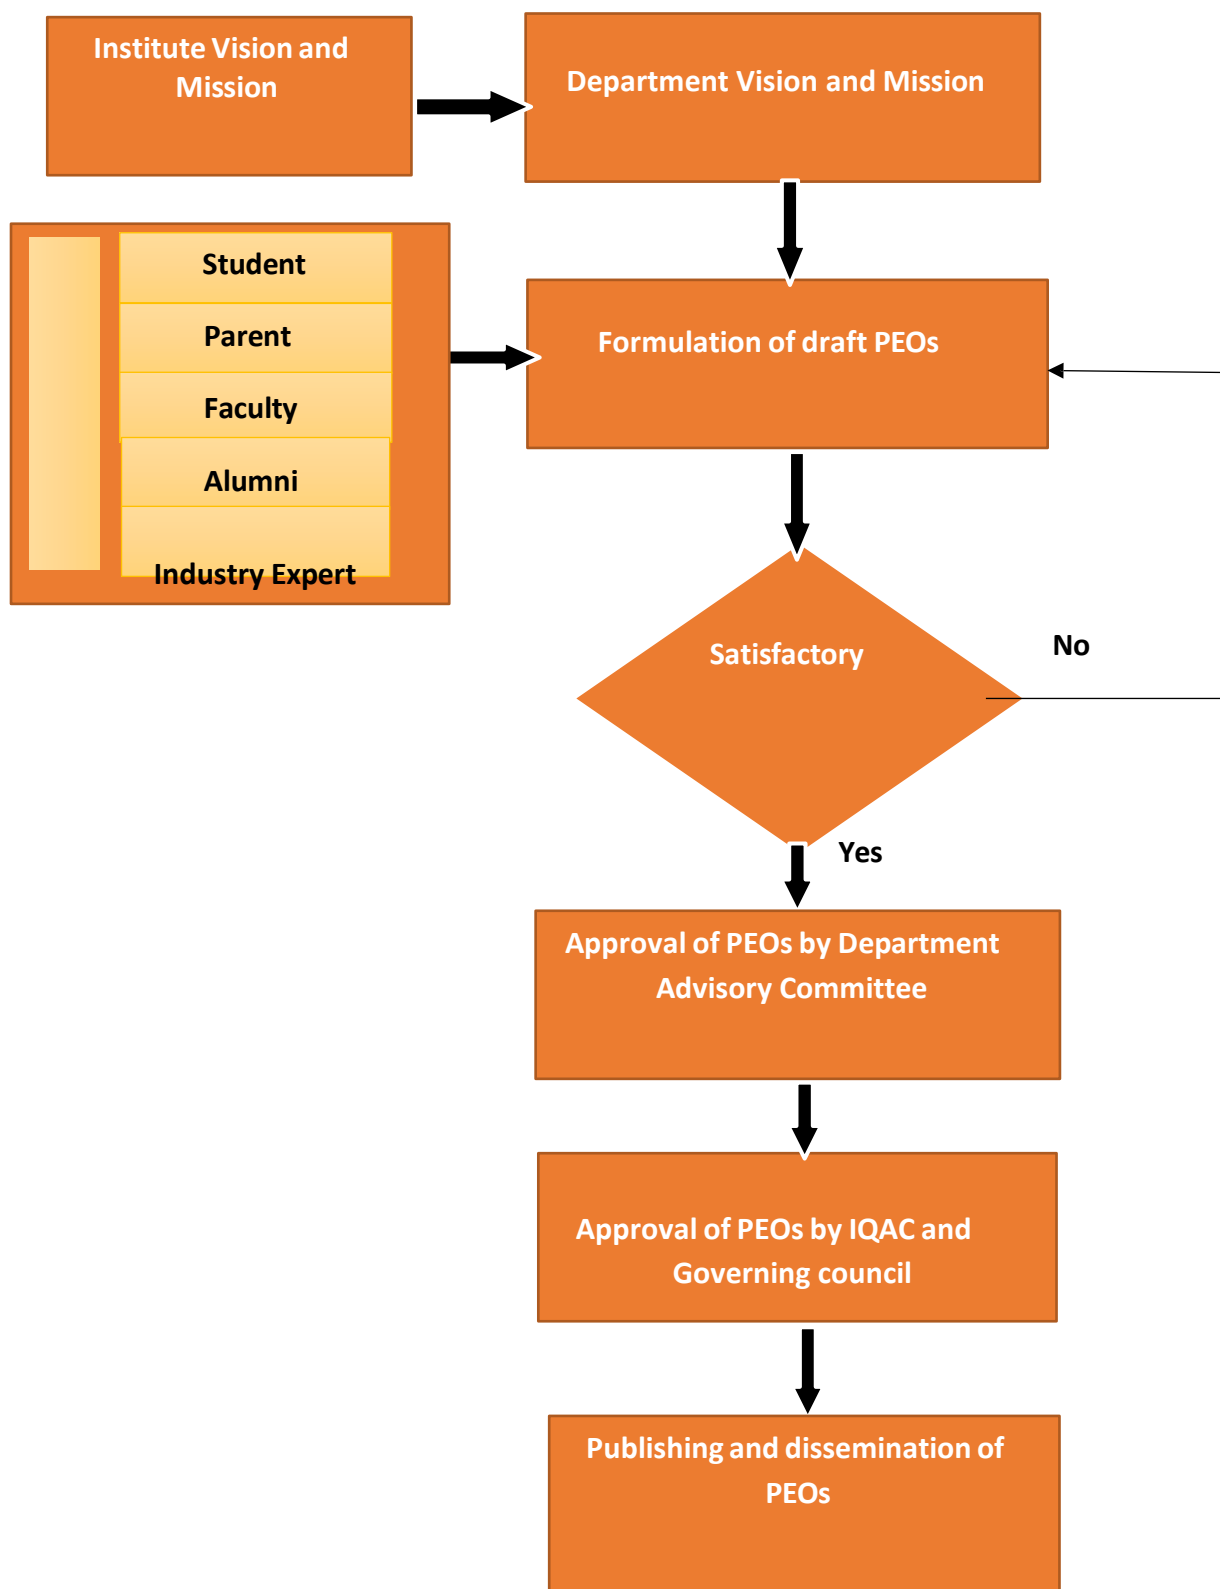 Institute Vision and
Mission
Department Vision and Mission
Student
Parent
Faculty
Alumni
Industry Expert
Formulation of draft PEOs
Satisfactory
No
Yes
Approval of PEOs by Department
Advisory Committee
Approval of PEOs by IQAC and
Governing council
Publishing and dissemination of
PEOs